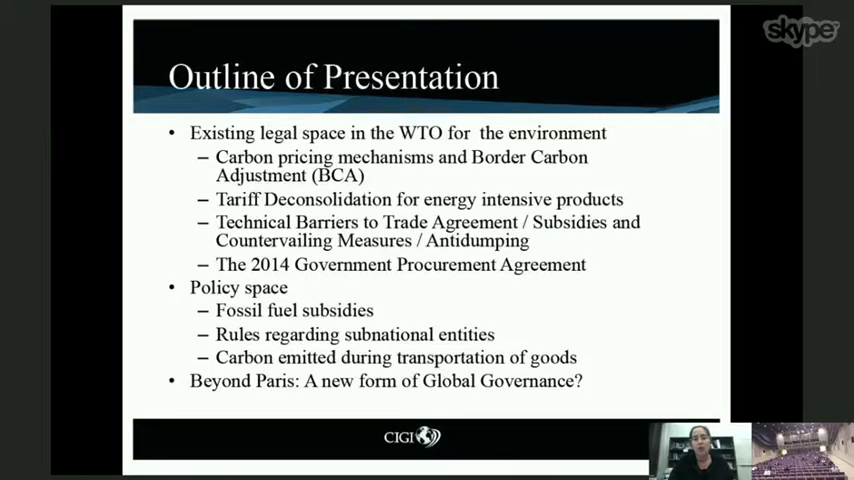 skype
Outline of Presentation
• Existing legal space in the WTO for the environment
– Carbon pricing mechanisms and Border Carbon
Adjustment (BCA)
– Tariff Deconsolidation for energy intensive products
– Technical Barriers to Trade Agreement / Subsidies and
Countervailing Measures / Antidumping
– The 2014 Government Procurement Agreement
• Policy space
– Fossil fuel subsidies
– Rules regarding subnational entities
– Carbon emitted during transportation of goods
• Beyond Paris: A new form of Global Governance?
CIGI